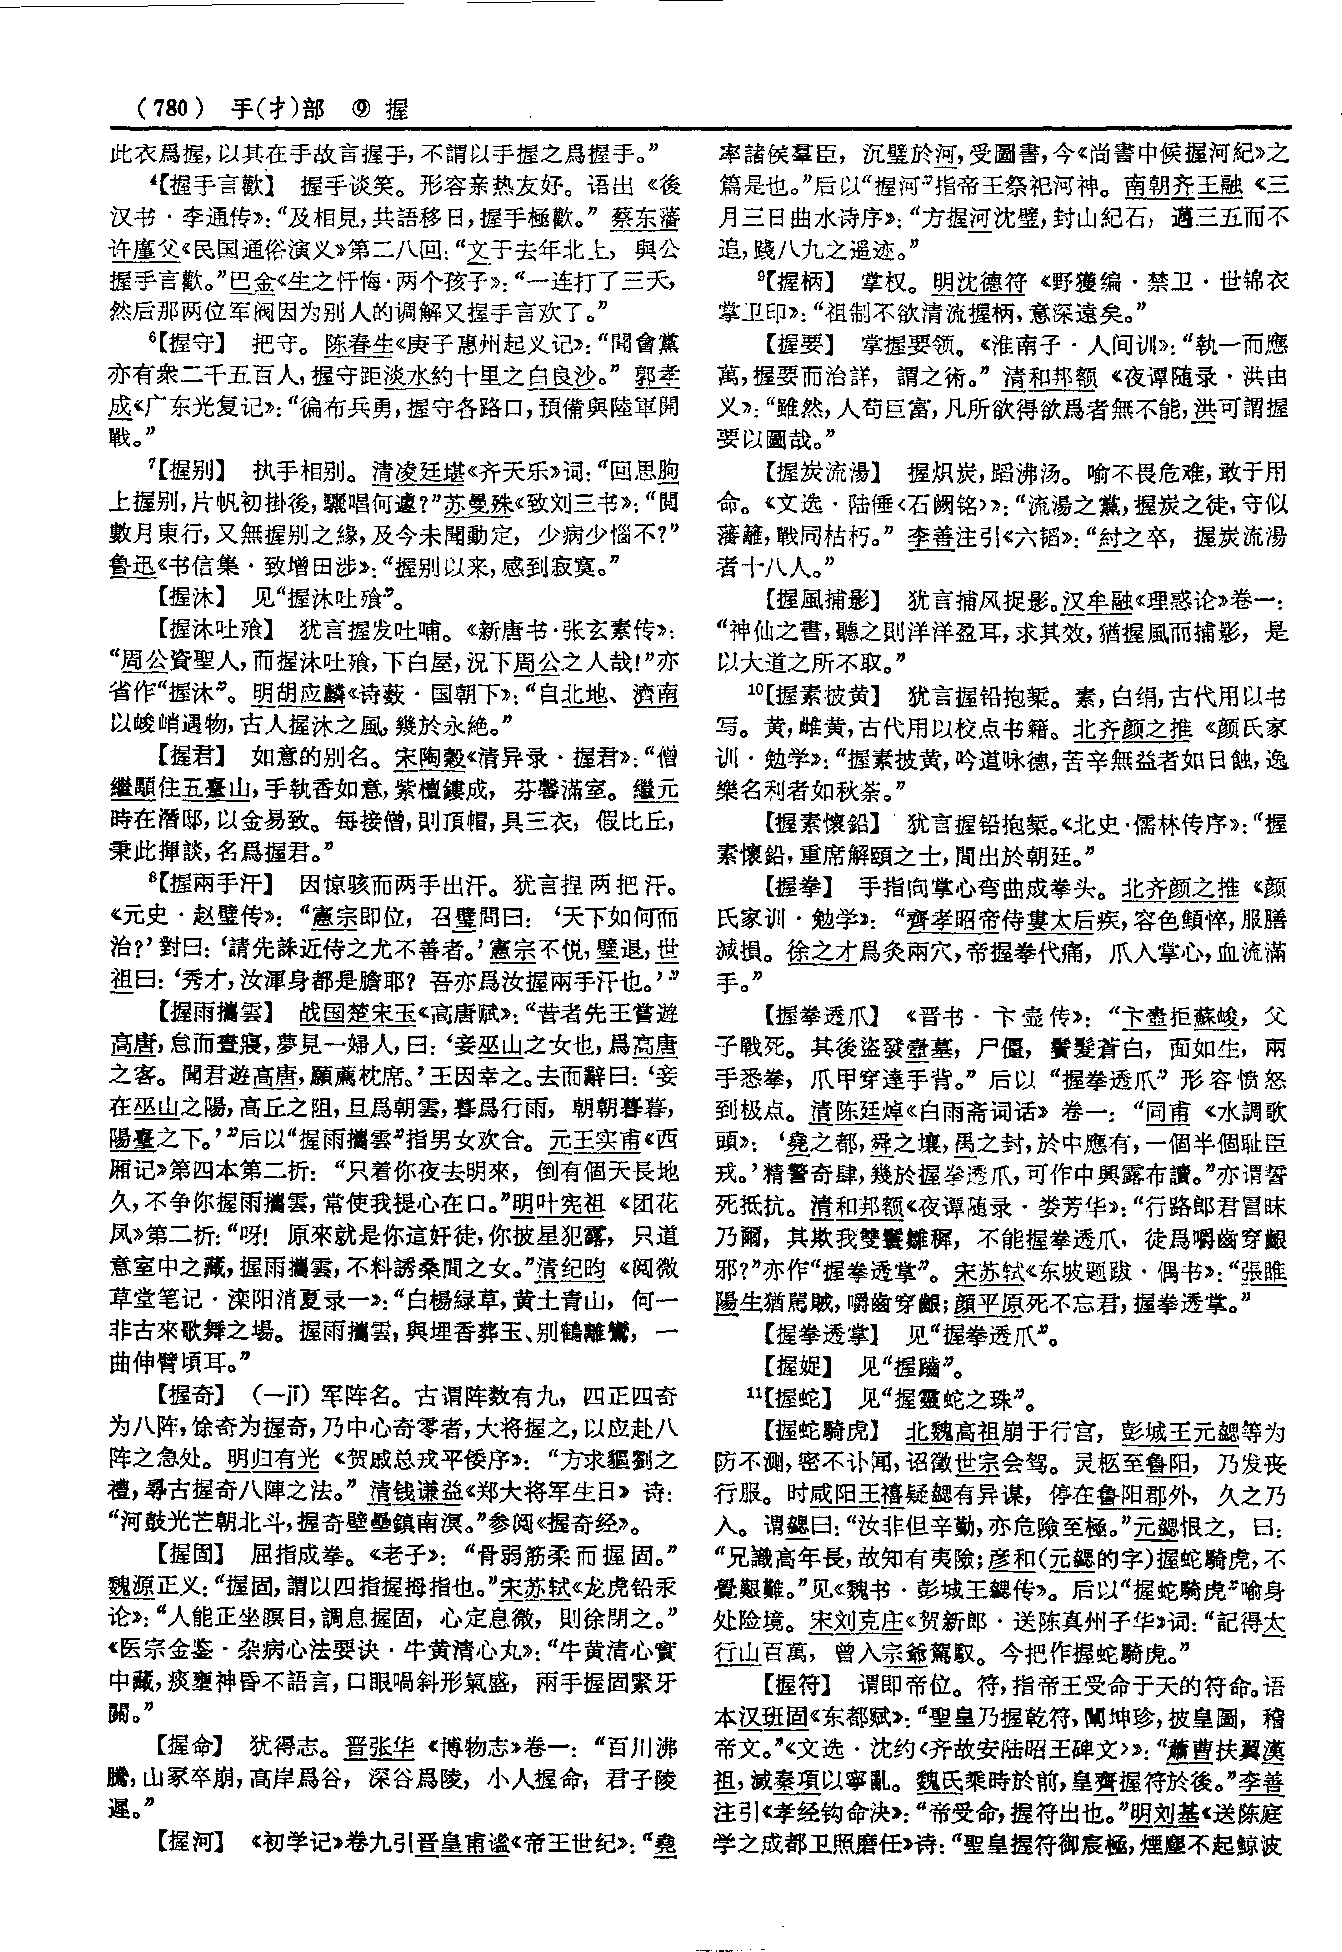 （780） 手(扌)部 ⑨ 握
此衣爲握，以其在手故言握手，不謂以手握之爲握手。”
⁴【握手言歡】 握手谈笑。形容亲热友好。语出《後
汉书·李通传》：“及相見，共語移日，握手極歡。”蔡东藩
许廑父《民国通俗演义》第二八回：“文于去年北上，與公
握手言歡。”巴金《生之忏悔·两个孩子》：“一连打了三天，
然后那两位军阀因为别人的调解又握手言欢了。”
⁶【握守】 把守。陈春生《庚子惠州起义记》：“聞會黨
亦有衆二千五百人，握守距淡水約十里之白良沙。”郭孝
成《广东光复记》：“徧布兵勇，握守各路口，預備與陸軍開
戰。”
⁷【握别】 执手相别。清凌廷堪《齐天乐》词：“回思朐
上握别，片帆初掛後，驪唱何遽？”苏曼殊《致刘三书》：“聞
數月東行，又無握别之緣，及今未聞動定，少病少惱不？”
鲁迅《书信集·致增田涉》：“握别以来，感到寂寞。”
【握沐】 见“握沐吐飧”。
【握沐吐飧】 犹言握发吐哺。《新唐书·张玄素传》：
“周公資聖人，而握沐吐飧，下白屋，況下周公之人哉！”亦
省作“握沐”。明胡应麟《诗薮·国朝下》：“自北地、濟南
以峻峭遇物，古人握沐之風，幾於永絶。”
【握君】 如意的别名。宋陶穀《清异录·握君》：“僧
繼顒住五臺山，手執香如意，紫檀鏤成，芬馨滿室。繼元
時在潛邸，以金易致。每接僧，則頂帽，具三衣，假比丘，
秉此揮談，名爲握君。”
⁸【握兩手汗】 因惊骇而两手出汗。犹言捏两把汗。
《元史·赵璧传》：“憲宗即位，召璧問曰：‘天下如何而
治？’對曰：‘請先誅近侍之尤不善者。’憲宗不悦，璧退，世
祖曰：‘秀才，汝渾身都是膽耶？吾亦爲汝握兩手汗也。’”
【握雨攜雲】 战国楚宋玉《高唐赋》：“昔者先王嘗遊
高唐，怠而晝寢，夢見一婦人，曰：‘妾巫山之女也，爲高唐
之客。聞君遊高唐，願薦枕席。’王因幸之。去而辭曰：‘妾
在巫山之陽，高丘之阻，旦爲朝雲，暮爲行雨，朝朝暮暮，
陽臺之下。’”后以“握雨攜雲”指男女欢合。元王实甫《西
厢记》第四本第二折：“只着你夜去明來，倒有個天長地
久，不争你握雨攜雲，常使我提心在口。”明叶宪祖《团花
凤》第二折：“呀！原來就是你這奸徒，你披星犯露，只道
意室中之藏，握雨攜雲，不料誘桑間之女。”清纪昀《阅微
草堂笔记·滦阳消夏录一》：“白楊緑草，黄土青山，何一
非古來歌舞之場。握雨攜雲，與埋香葬玉、别鶴離鸞，一
曲伸臂頃耳。”
【握奇】 （—jī）军阵名。古谓阵数有九，四正四奇
为八阵，馀奇为握奇，乃中心奇零者，大将握之，以应赴八
阵之急处。明归有光《贺戚总戎平倭序》：“方求貙劉之
禮，尋古握奇八陣之法。”清钱谦益《郑大将军生日》诗：
“河鼓光芒朝北斗，握奇壁壘鎮南溟。”参阅《握奇经》。
【握固】 屈指成拳。《老子》：“骨弱筋柔而握固。”
魏源正义：“握固，謂以四指握拇指也。”宋苏轼《龙虎铅汞
论》：“人能正坐瞑目，調息握固，心定息微，則徐閉之。”
《医宗金鉴·杂病心法要诀·牛黄清心丸》：“牛黄清心實
中藏，痰壅神昏不語言，口眼喎斜形氣盛，兩手握固緊牙
關。”
【握命】 犹得志。晋张华《博物志》卷一：“百川沸
騰，山冢卒崩，高岸爲谷，深谷爲陵，小人握命，君子陵
遲。”
【握河】 《初学记》卷九引晋皇甫谧《帝王世纪》：“堯
率諸侯羣臣，沉璧於河，受圖書，今《尚書中候握河紀》之
篇是也。”后以“握河”指帝王祭祀河神。南朝齐王融《三
月三日曲水诗序》：“方握河沈璧，封山紀石，邁三五而不
追，踐八九之遥迹。”
⁹【握柄】 掌权。明沈德符《野獲编·禁卫·世锦衣
掌卫印》：“祖制不欲清流握柄，意深遠矣。”
【握要】 掌握要领。《淮南子·人间训》：“執一而應
萬，握要而治詳，謂之術。”清和邦额《夜谭随录·洪由
义》：“雖然，人苟巨富，凡所欲得欲爲者無不能，洪可謂握
要以圖哉。”
【握炭流湯】 握炽炭，蹈沸汤。喻不畏危难，敢于用
命。《文选·陆倕〈石阙铭〉》：“流湯之黨，握炭之徒，守似
藩籬，戰同枯朽。”李善注引《六韬》：“紂之卒，握炭流湯
者十八人。”
【握風捕影】 犹言捕风捉影。汉牟融《理惑论》卷一：
“神仙之書，聽之則洋洋盈耳，求其效，猶握風而捕影，是
以大道之所不取。”
¹⁰【握素披黄】 犹言握铅抱椠。素，白绢，古代用以书
写。黄，雌黄，古代用以校点书籍。北齐颜之推《颜氏家
训·勉学》：“握素披黄，吟道咏德，苦辛無益者如日蝕，逸
樂名利者如秋荼。”
【握素懷鉛】 犹言握铅抱椠。《北史·儒林传序》：“握
素懷鉛，重席解頤之士，間出於朝廷。”
【握拳】 手指向掌心弯曲成拳头。北齐颜之推《颜
氏家训·勉学》：“齊孝昭帝侍婁太后疾，容色顦悴，服膳
減損。徐之才爲灸兩穴，帝握拳代痛，爪入掌心，血流滿
手。”
【握拳透爪】 《晋书·卞壸传》：“卞壼拒蘇峻，父
子戰死。其後盜發壼墓，尸僵，鬢髮蒼白，面如生，兩
手悉拳，爪甲穿達手背。”后以“握拳透爪”形容愤怒
到极点。清陈廷焯《白雨斋词话》卷一：“同甫《水調歌
頭》：‘堯之都，舜之壤，禹之封，於中應有，一個半個耻臣
戎。’精警奇肆，幾於握拳透爪，可作中興露布讀。”亦谓誓
死抵抗。清和邦额《夜谭随录·娄芳华》：“行路郎君冒昧
乃爾，其欺我雙鬟雛穉，不能握拳透爪，徒爲嚼齒穿齦
邪？”亦作“握拳透掌”。宋苏轼《东坡题跋·偶书》：“張睢
陽生猶駡賊，嚼齒穿齦；顔平原死不忘君，握拳透掌。”
【握拳透掌】 见“握拳透爪”。
【握娖】 见“握齱”。
¹¹【握蛇】 见“握靈蛇之珠”。
【握蛇騎虎】 北魏高祖崩于行宫，彭城王元勰等为
防不测，密不讣闻，诏徵世宗会驾。灵柩至鲁阳，乃发丧
行服。时咸阳王禧疑勰有异谋，停在鲁阳郡外，久之乃
入。谓勰曰：“汝非但辛勤，亦危險至極。”元勰恨之，曰：
“兄識高年長，故知有夷險；彦和（元勰的字）握蛇騎虎，不
覺艱難。”见《魏书·彭城王勰传》。后以“握蛇騎虎”喻身
处险境。宋刘克庄《贺新郎·送陈真州子华》词：“記得太
行山百萬，曾入宗爺駕馭。今把作握蛇騎虎。”
【握符】 谓即帝位。符，指帝王受命于天的符命。语
本汉班固《东都赋》：“聖皇乃握乾符，闡坤珍，披皇圖，稽
帝文。”《文选·沈约〈齐故安陆昭王碑文〉》：“蕭曹扶翼漢
祖，滅秦項以寧亂。魏氏乘時於前，皇齊握符於後。”李善
注引《孝经钩命决》：“帝受命，握符出也。”明刘基《送陈庭
学之成都卫照磨任》诗：“聖皇握符御宸極，煙塵不起鲸波